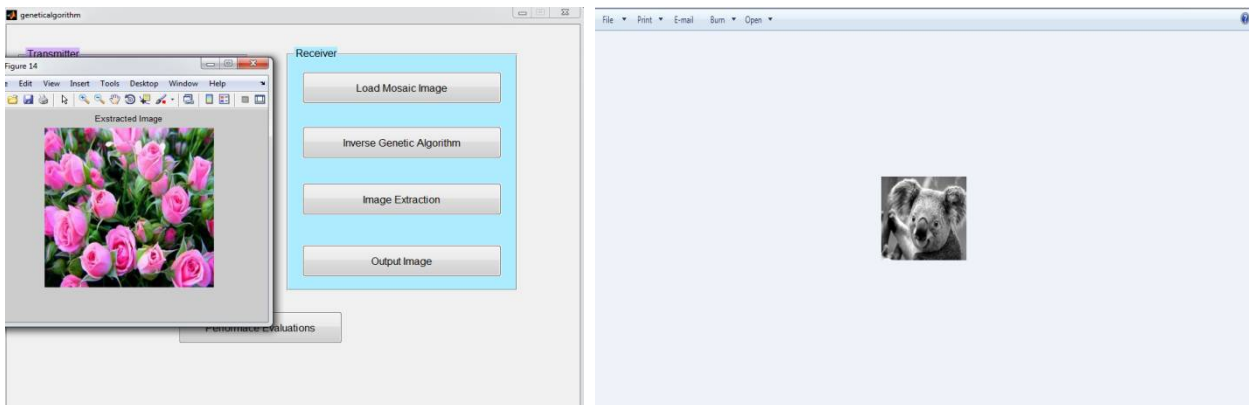 geneticalgorithm
Transmitter
Figure 14
Edit View Insert Tools Desktop Window Help
Exstracted Image
Receiver
Load Mosaic Image
Inverse Genetic Algorithm
Image Extraction
Output Image
Evaluations
File Print E-mail Burn Open